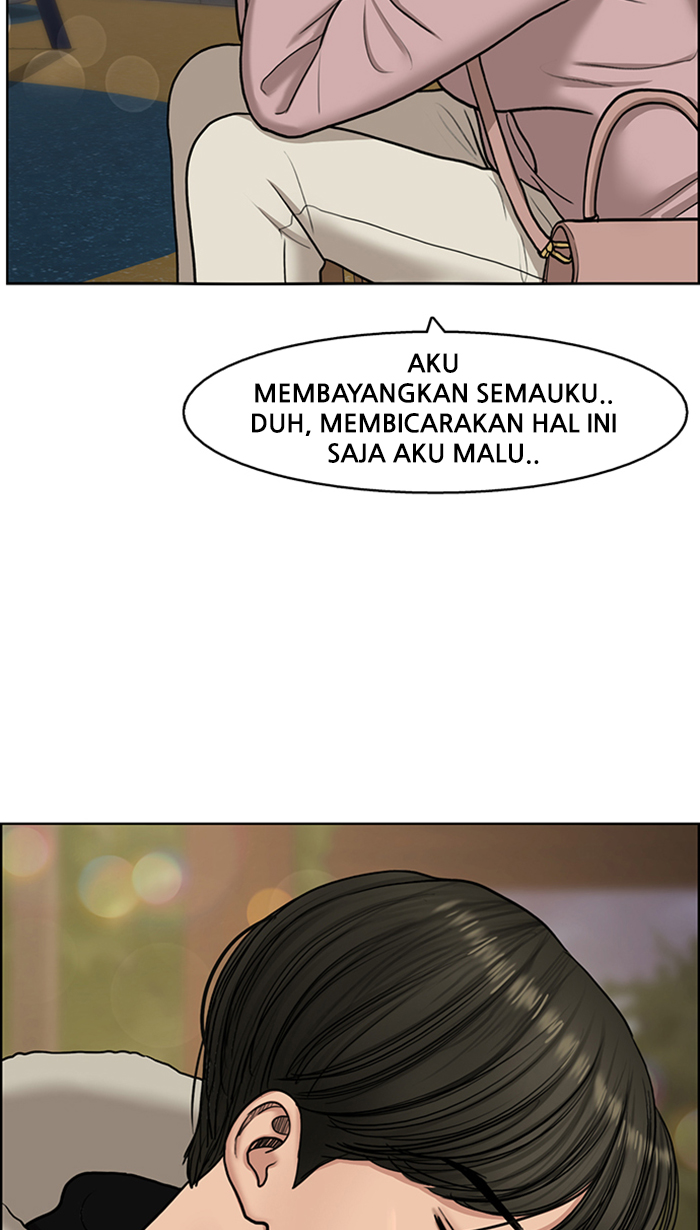 AKU
MEMBAYANGKAN SEMAUKU..
DUH, MEMBICARAKAN HAL INI
SAJA AKU MALU..